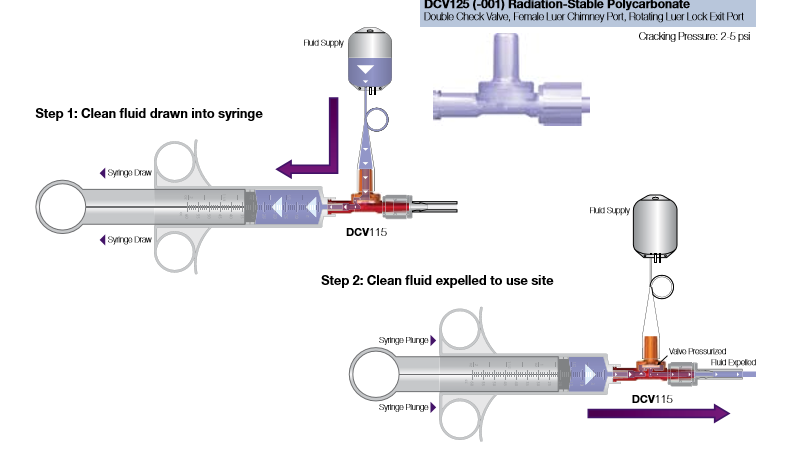 DCV125 (-001) Radiation-Stable Polycarbonate
Double Check Valve, Female Luer Chimney Port, Rotating Luer Lock Exit Port
Cracking Pressure: 2-5 psi
Fluid Supply
Step 1: Clean fluid drawn into syringe
Syringe Draw
Syringe Draw
DCV115
Fluid Supply
Step 2: Clean fluid expelled to use site
Syringe Plunge
Valve Pressurized
Fluid Expelled
Syringe Plunge
DCV115